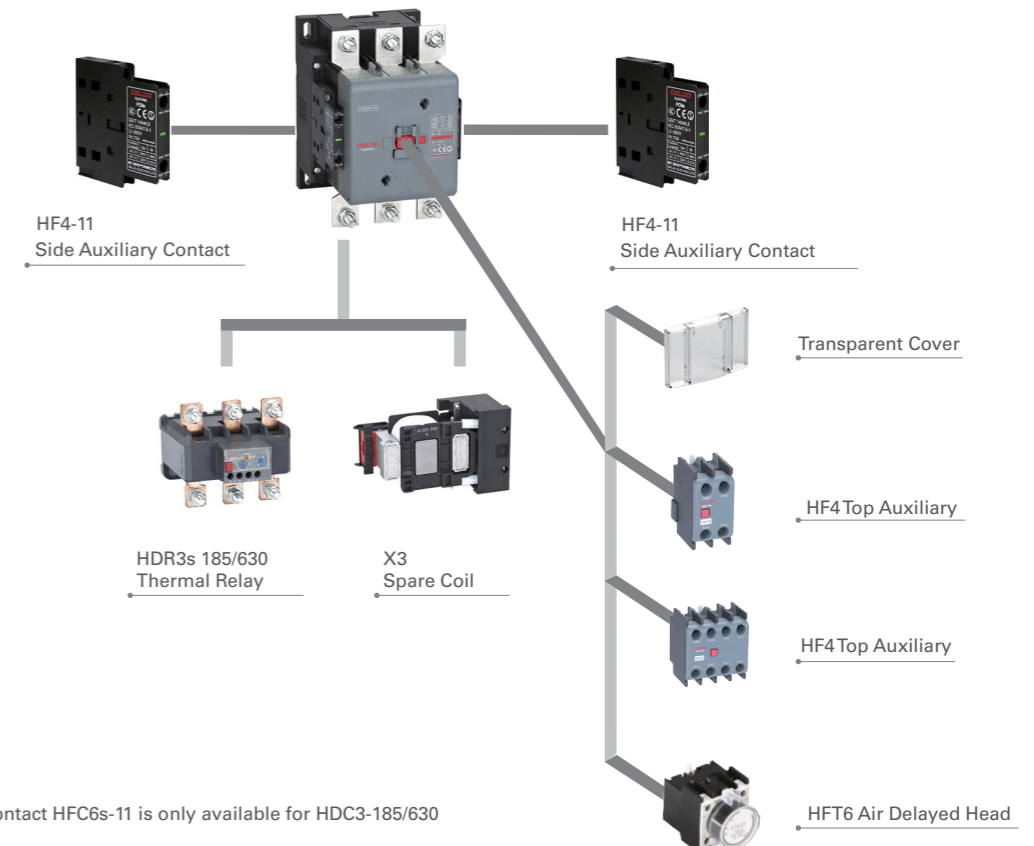 DELIXI
ELECTRIC
HF4-11
Side Auxiliary Contact
HF4-11
Side Auxiliary Contact
Transparent Cover
HF4 Top Auxiliary
HDR3s 185/630
Thermal Relay
X3
Spare Coil
HF4 Top Auxiliary
ontact HFC6s-11 is only available for HDC3-185/630
HFT6 Air Delayed Head